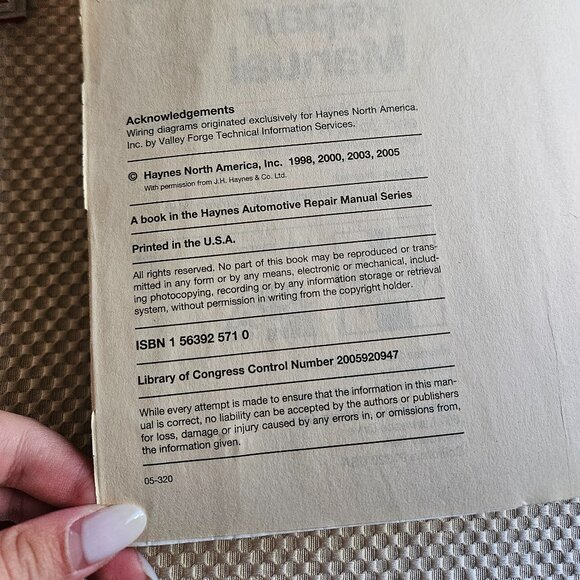 Repair
Manual
Acknowledgements
Wiring diagrams originated exclusively for Haynes North America,
Inc. by Valley Forge Technical Information Services.
© Haynes North America, Inc. 1998, 2000, 2003, 2005
With permission from J.H. Haynes & Co. Ltd.
A book in the Haynes Automotive Repair Manual Series
Printed in the U.S.A.
All rights reserved. No part of this book may be reproduced or trans-
mitted in any form or by any means, electronic or mechanical, includ-
ing photocopying, recording or by any information storage or retrieval
system, without permission in writing from the copyright holder.
ISBN 1 56392 571 0
Library of Congress Control Number 2005920947
While every attempt is made to ensure that the information in this man-
ual is correct, no liability can be accepted by the authors or publishers
for loss, damage or injury caused by any errors in, or omissions from,
the information given.
05-320